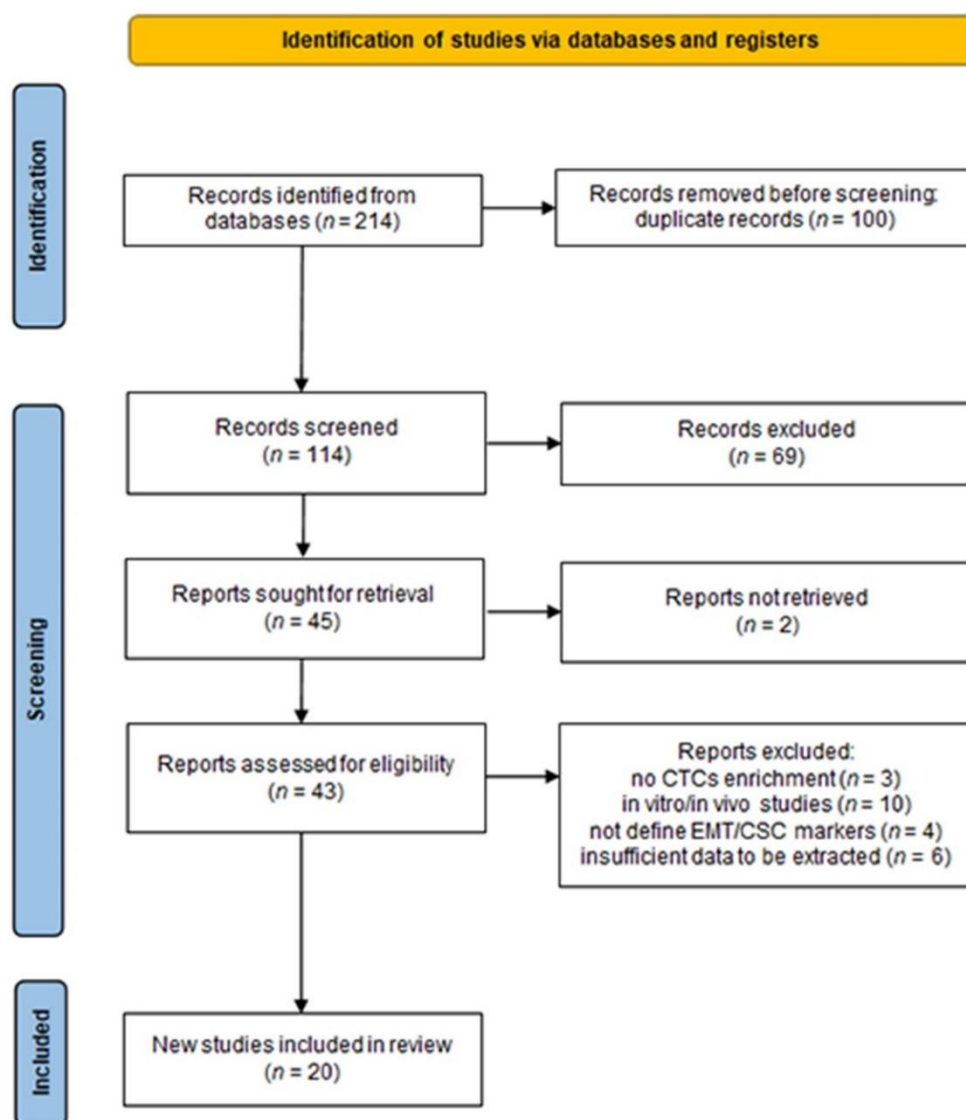 Identification of studies via databases and registers
Identification
Records identified from
databases (n = 214)
Records removed before screening:
duplicate records (n = 100)
Screening
Records screened
(n = 114)
Records excluded
(n = 69)
Reports sought for retrieval
(n = 45)
Reports not retrieved
(n = 2)
Reports assessed for eligibility
(n = 43)
Reports excluded:
no CTCs enrichment (n = 3)
in vitro/in vivo studies (n = 10)
not define EMT/CSC markers (n = 4)
insufficient data to be extracted (n = 6)
Included
New studies included in review
(n = 20)